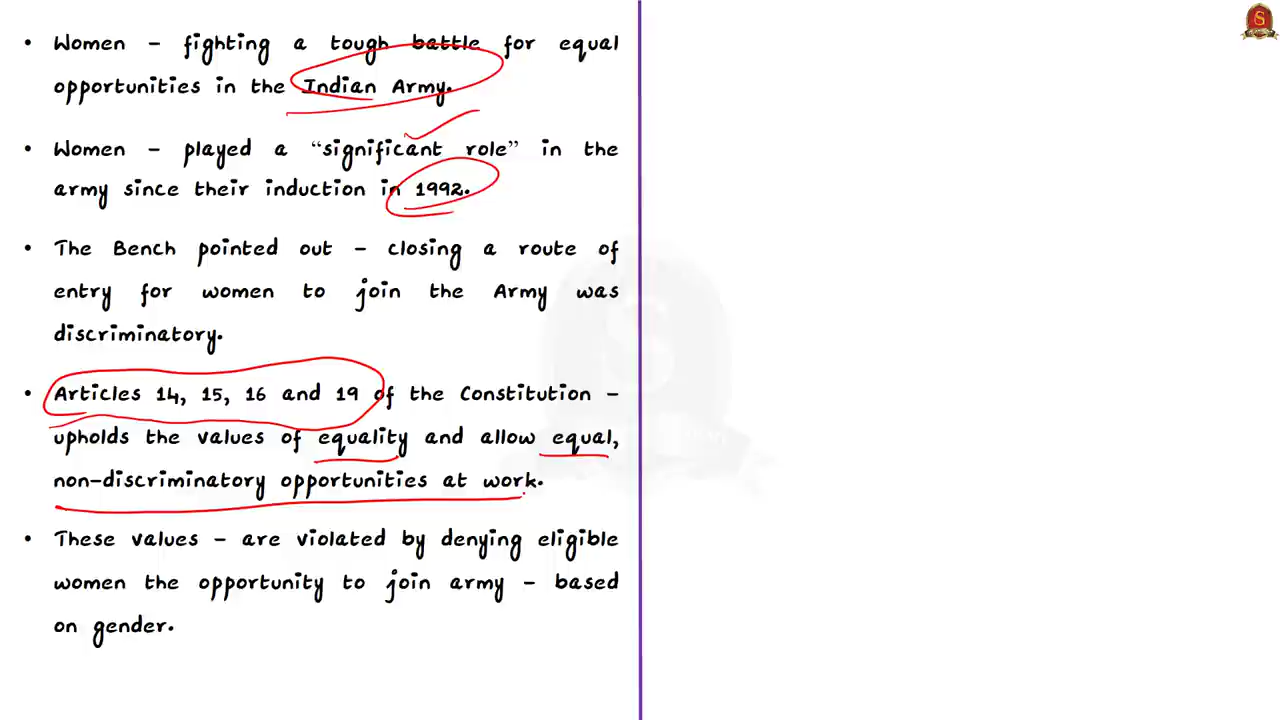 • Women – fighting a tough battle for equal
opportunities in the Indian Army.
• Women – played a “significant role” in the
army since their induction in 1992.
• The Bench pointed out – closing a route of
entry for women to join the Army was
discriminatory.
• Articles 14, 15, 16 and 19 of the Constitution –
upholds the values of equality and allow equal,
non-discriminatory opportunities at work.
• These values – are violated by denying eligible
women the opportunity to join army – based
on gender.
S